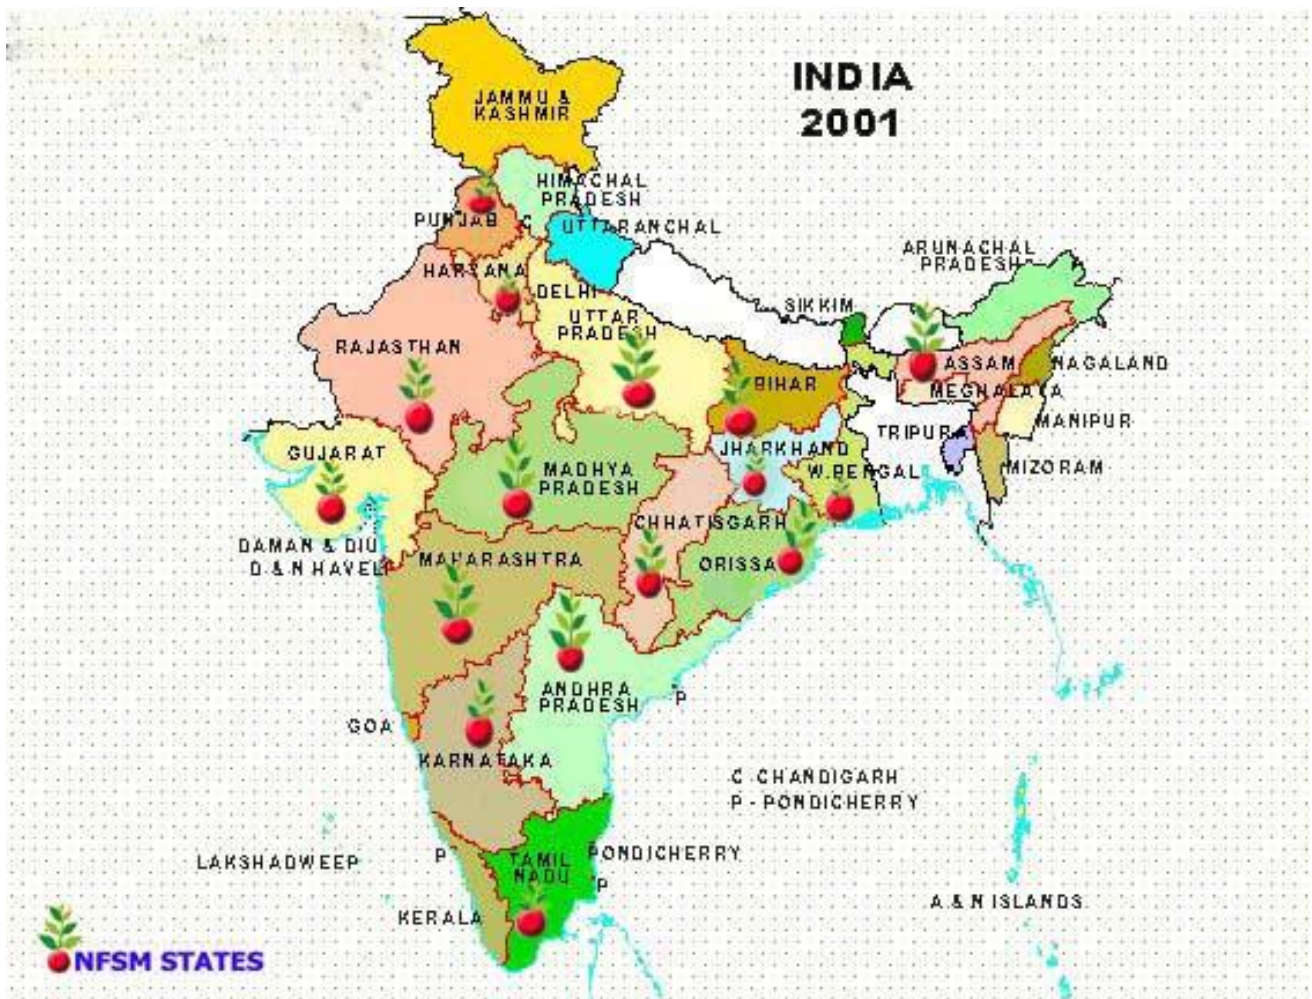 INDIA
2001
JAMMU &
KASHMIR
HIMACHAL
PRADESH
PUNJAB
C
UTTARANCHAL
ARUNACHAL
PRADESH
HARYANA
DELHI
SIKKIM
UTTAR
PRADESH
RAJASTHAN
ASSAM
NAGALAND
BIHAR
MEGHALAYA
MANIPUR
TRIPURA
GUJARAT
JHARKHAND
MADHYA
PRADESH
W.BENGAL
MIZORAM
CHHATISGARH
DAMAN & DIU
D & N HAVELI
MAHARASHTRA
ORISSA
ANDHRA
PRADESH
P
GOA
KARNATAKA
C - CHANDIGARH
P - PONDICHERRY
LAKSHADWEEP
P
TAMIL
NADU
PONDICHERRY
P
A & N ISLANDS
KERALA
NFSM STATES